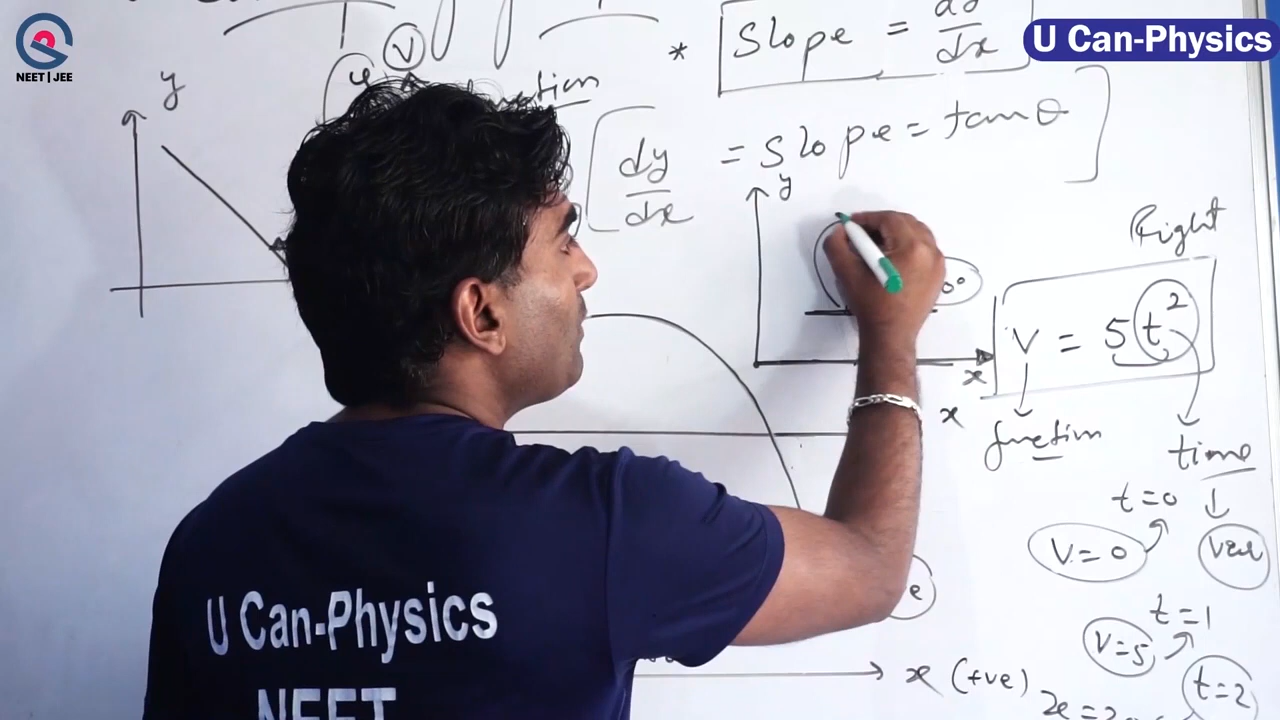 NEET | JEE
U Can-Physics
* Slope = dy/dx
V
y
dy/dx = Slope = tanθ
y
x
x
Right
V = 5t²
function
time
t=0
V=0
t=1
V=5
t=2
x (+ve)
U Can-Physics
NEET